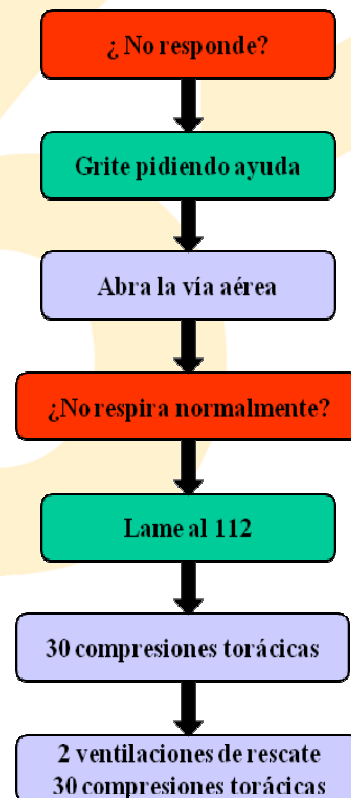 ¿ No responde?
Grite pidiendo ayuda
Abra la vía aérea
¿No respira normalmente?
Lame al 112
30 compresiones torácicas
2 ventilaciones de rescate
30 compresiones torácicas